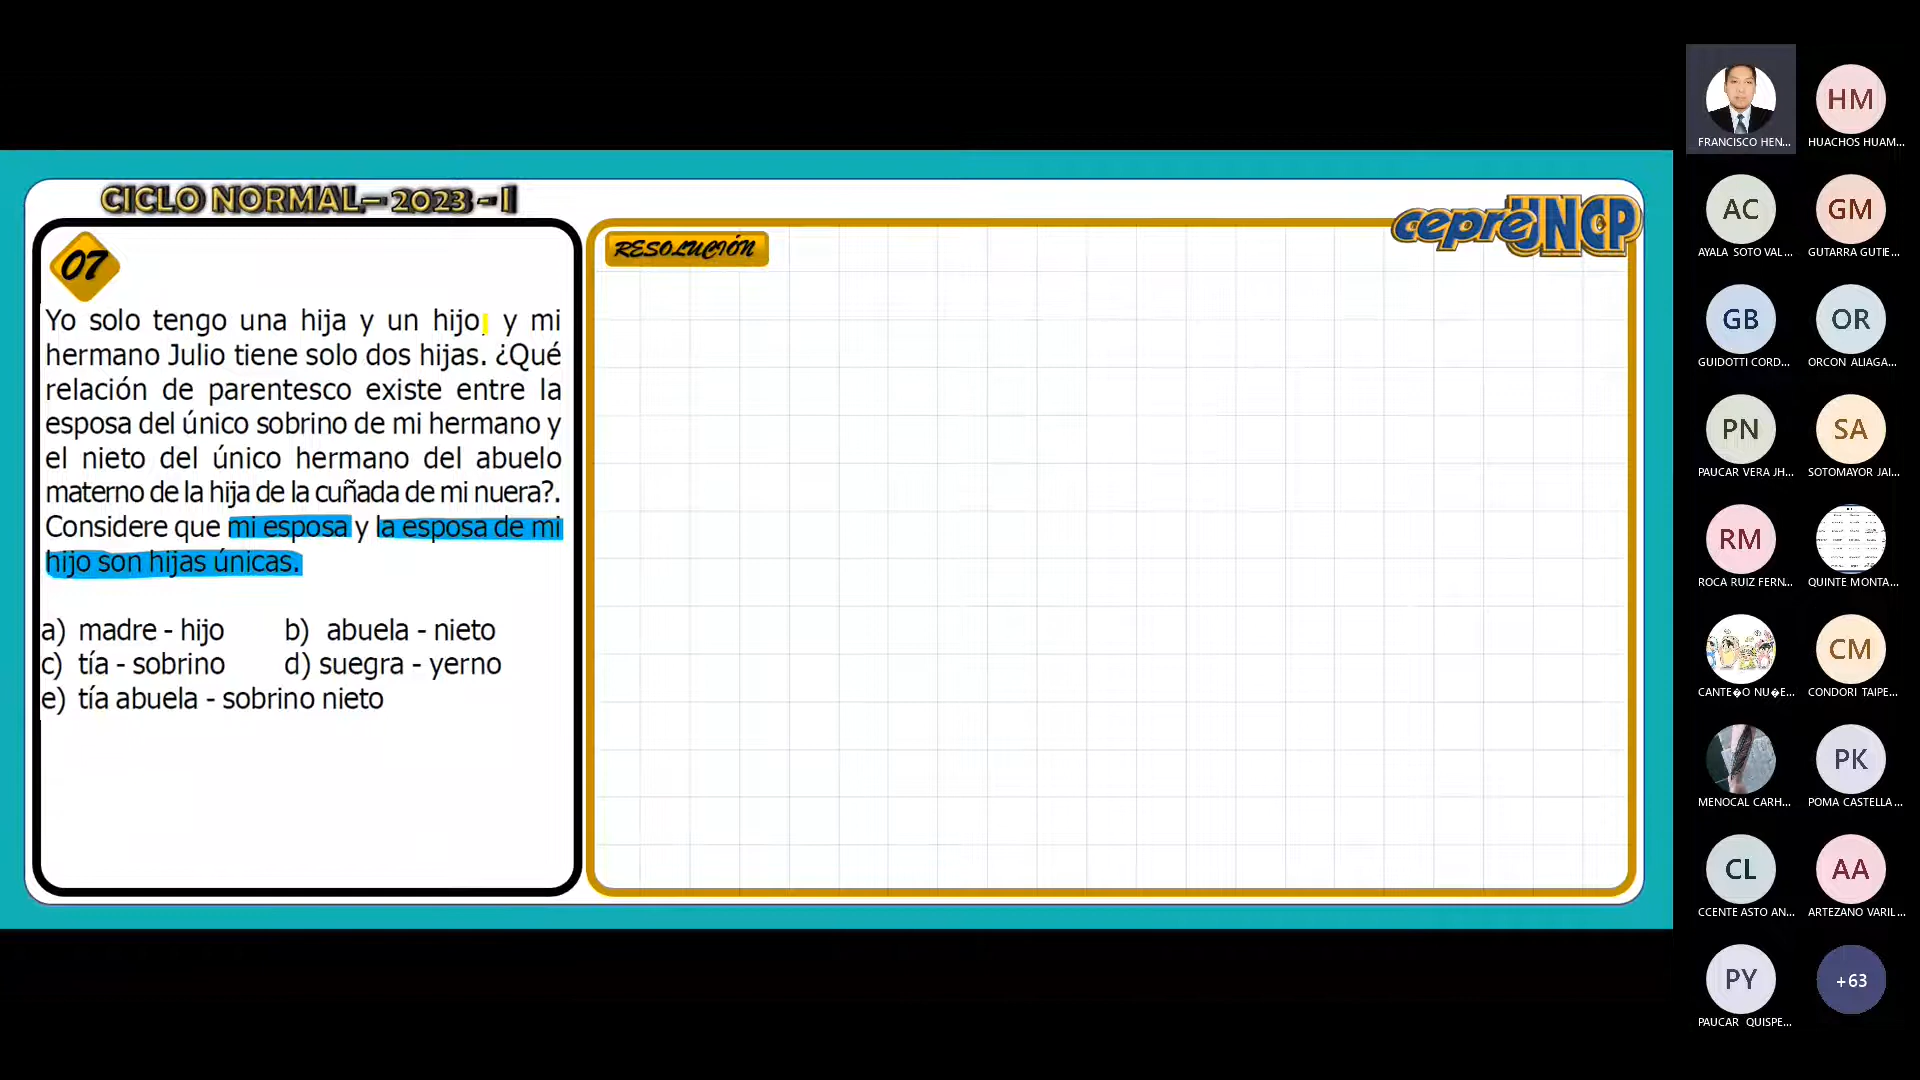 CICLO NORMAL– 2023 - I
cepreUNCP
07
RESOLUCIÓN
Yo solo tengo una hija y un hijo, y mi
hermano Julio tiene solo dos hijas. ¿Qué
relación de parentesco existe entre la
esposa del único sobrino de mi hermano y
el nieto del único hermano del abuelo
materno de la hija de la cuñada de mi nuera?.
Considere que mi esposa y la esposa de mi
hijo son hijas únicas.
a) madre - hijo b) abuela - nieto
c) tía - sobrino d) suegra - yerno
e) tía abuela - sobrino nieto
FRANCISCO HEN...
HM
HUACHOS HUAM...
AC
AYALA SOTO VAL...
GM
GUTARRA GUTIE...
GB
GUIDOTTI CORD...
OR
ORCON ALIAGA...
PN
PAUCAR VERA JH...
SA
SOTOMAYOR JAI...
RM
ROCA RUIZ FERN...
QUINTE MONTA...
CANTE�O NU�E...
CM
CONDORI TAIPE...
MENOCAL CARH...
PK
POMA CASTELLA...
CL
CCENTE ASTO AN...
AA
ARTEZANO VARIL...
PY
PAUCAR QUISPE...
+63